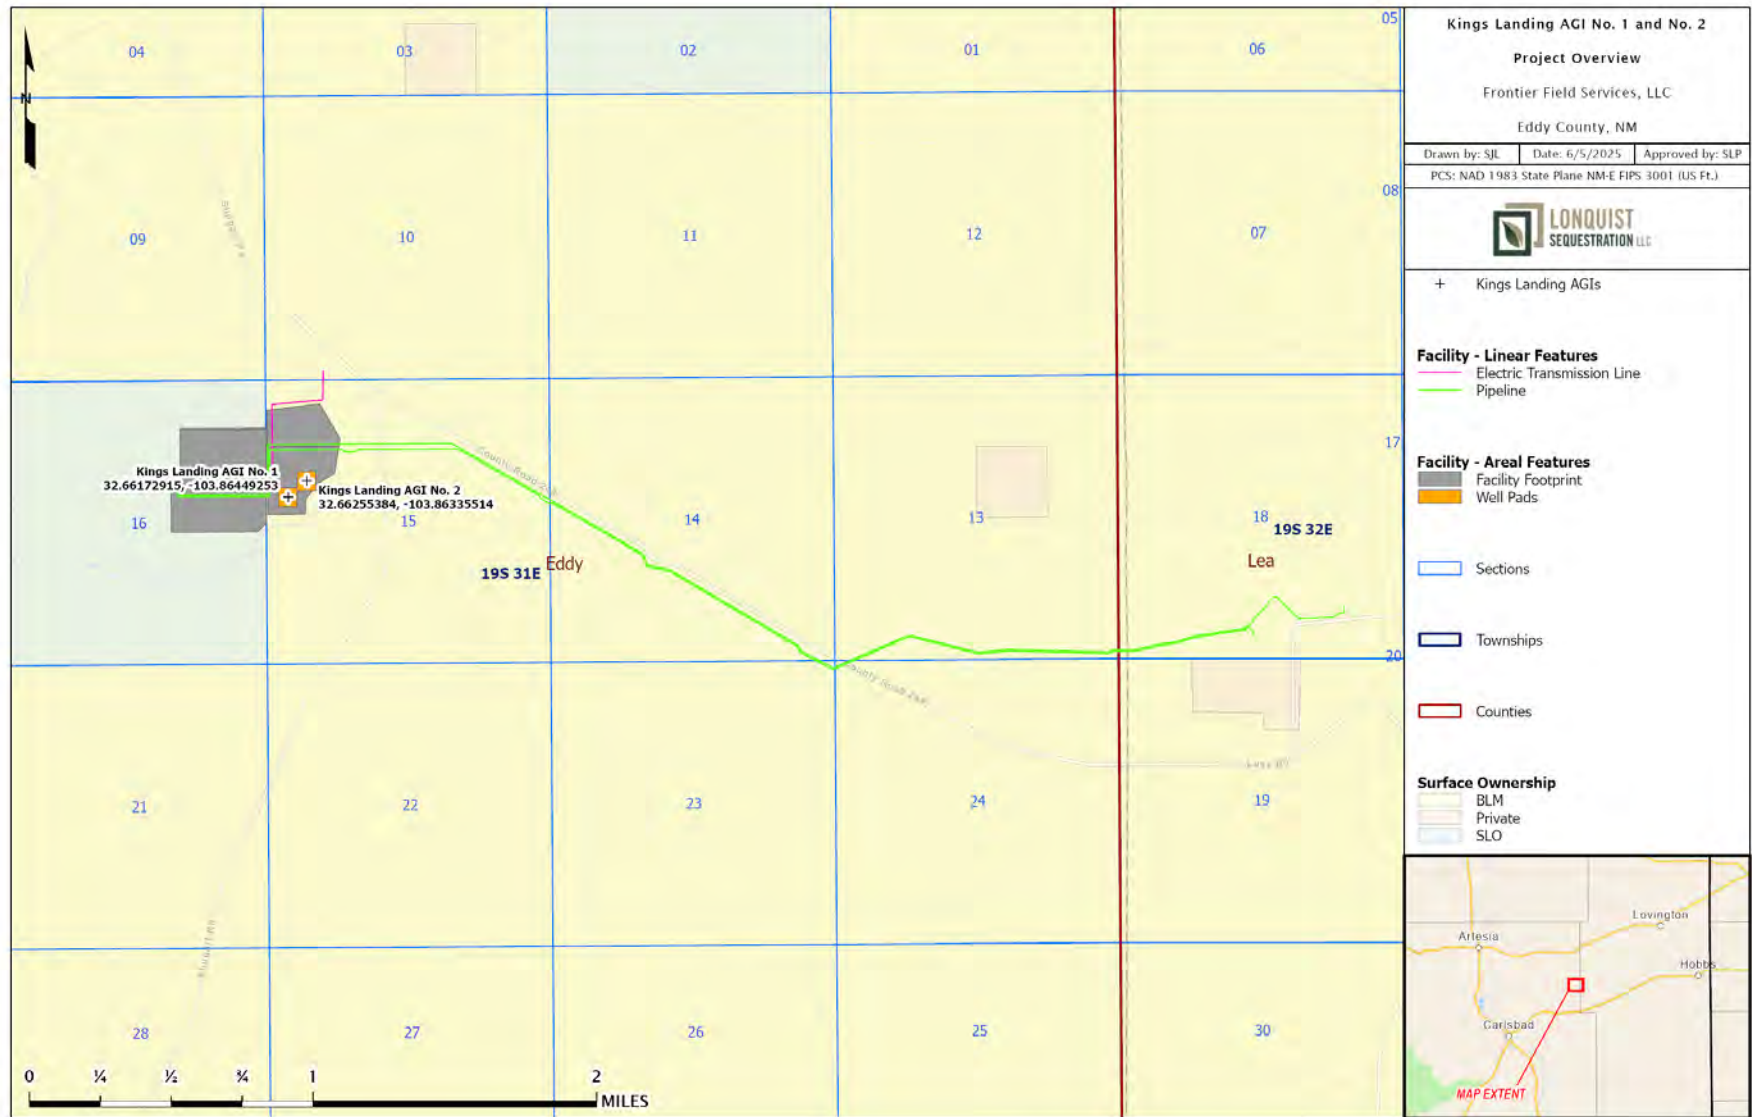 Kings Landing AGI No. 1 and No. 2
Project Overview
Frontier Field Services, LLC
Eddy County, NM
Drawn by: SJL
Date: 6/5/2025
Approved by: SLP
PCS: NAD 1983 State Plane NM-E FIPS 3001 (US Ft.)
LONQUIST
SEQUESTRATION LLC
+ Kings Landing AGIs
Facility - Linear Features
Electric Transmission Line
Pipeline
Facility - Areal Features
Facility Footprint
Well Pads
Sections
Townships
Counties
Surface Ownership
BLM
Private
SLO
Lovington
Artesia
Hobbs
Carlsbad
MAP EXTENT
N
04
03
02
01
06
05
09
10
11
12
07
08
Kings Landing AGI No. 1
32.66172915, -103.86449253
Kings Landing AGI No. 2
32.66255384, -103.86335514
16
15
14
13
18
17
19S 31E
Eddy
19S 32E
Lea
20
21
22
23
24
19
28
27
26
25
30
0
¼
½
¾
1
2
MILES